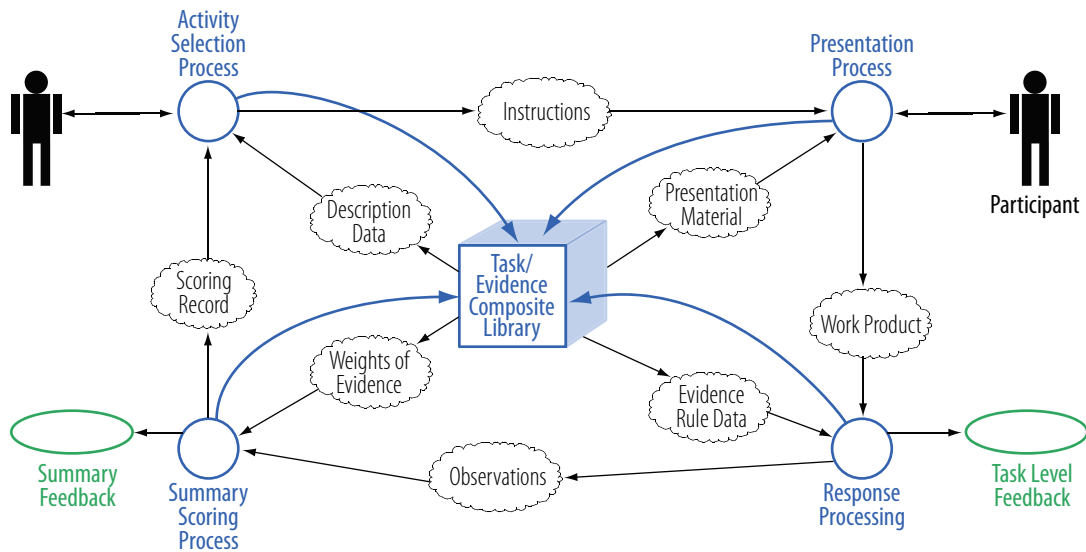 Activity
Selection
Process
Presentation
Process
Instructions
Participant
Description
Data
Presentation
Material
Task/
Evidence
Composite
Library
Scoring
Record
Work Product
Weights of
Evidence
Evidence
Rule Data
Summary
Feedback
Summary
Scoring
Process
Observations
Response
Processing
Task Level
Feedback